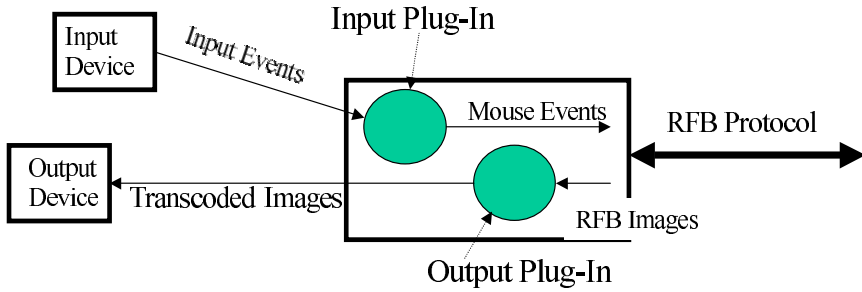 Input Plug-In
Input
Device
Input Events
Mouse Events
RFB Protocol
Output
Device
Transcoded Images
RFB Images
Output Plug-In